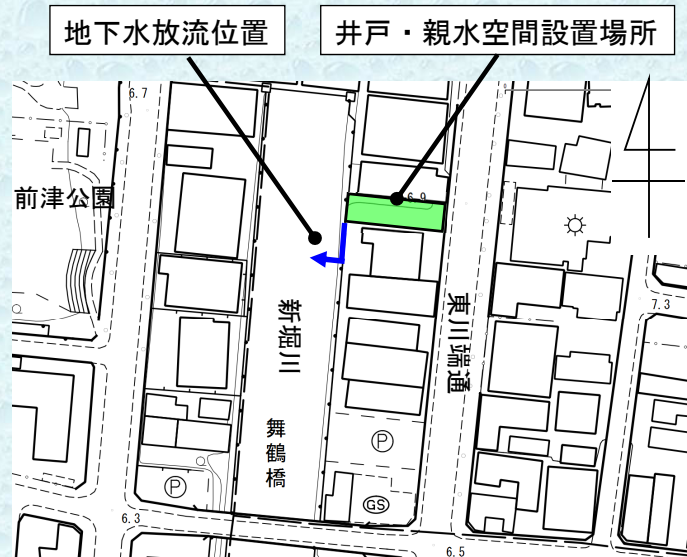 地下水放流位置
井戸・親水空間設置場所
6.7
前津公園
6.9
新堀川
東川端通
7.3
舞鶴橋
P
P
GS
6.3
6.5